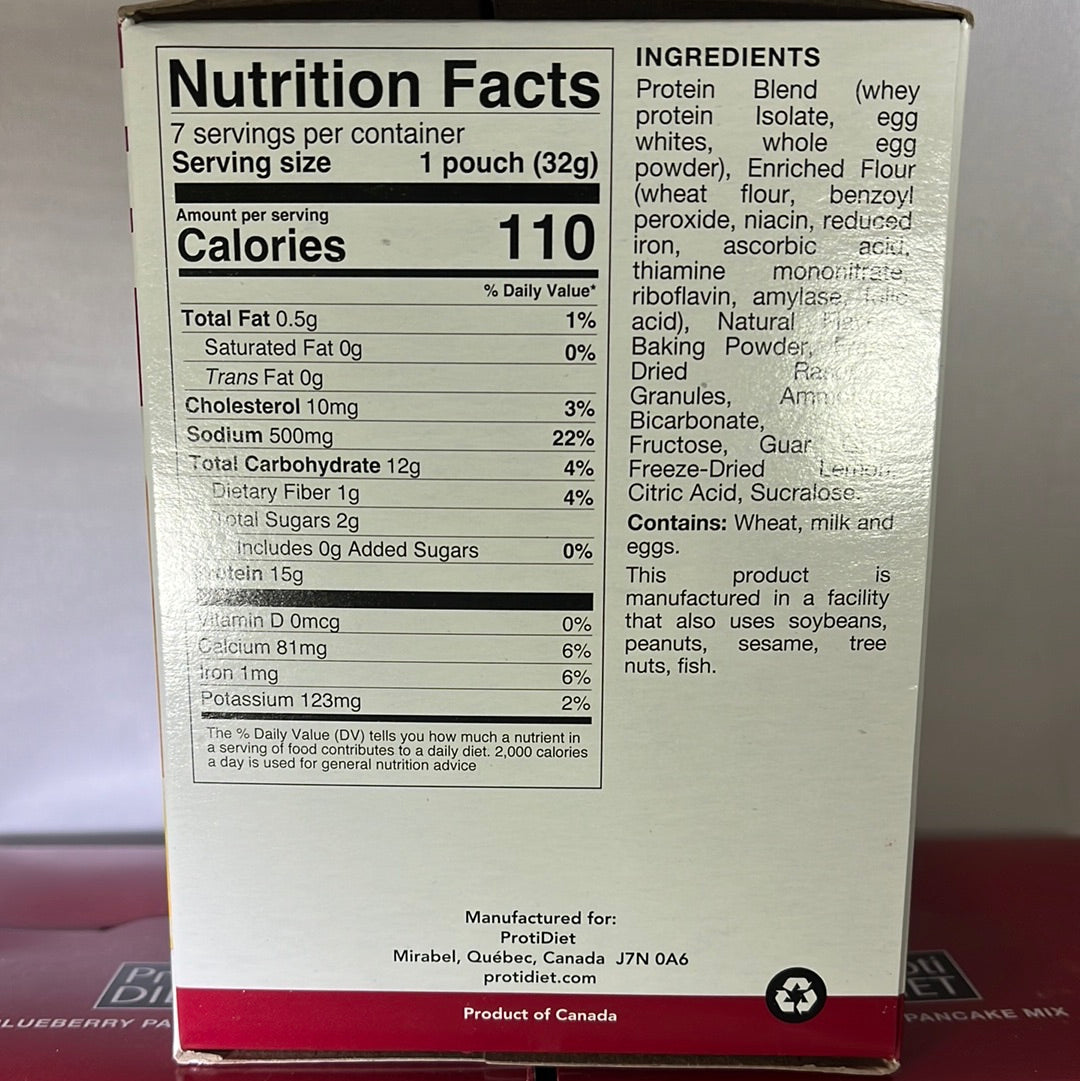 Nutrition Facts
7 servings per container
Serving size 1 pouch (32g)
Amount per serving
Calories 110
% Daily Value*
Total Fat 0.5g 1%
Saturated Fat 0g 0%
Trans Fat 0g
Cholesterol 10mg 3%
Sodium 500mg 22%
Total Carbohydrate 12g 4%
Dietary Fiber 1g 4%
Total Sugars 2g
Includes 0g Added Sugars 0%
Protein 15g
Vitamin D 0mcg 0%
Calcium 81mg 6%
Iron 1mg 6%
Potassium 123mg 2%
The % Daily Value (DV) tells you how much a nutrient in
a serving of food contributes to a daily diet. 2,000 calories
a day is used for general nutrition advice
INGREDIENTS
Protein Blend (whey
protein Isolate, egg
whites, whole egg
powder), Enriched Flour
(wheat flour, benzoyl
peroxide, niacin, reduced
iron, ascorbic acid,
thiamine mononitrate,
riboflavin, amylase, folic
acid), Natural
Baking Powder,
Dried
Granules,
Bicarbonate,
Fructose, Guar
Freeze-Dried Lemon,
Citric Acid, Sucralose.
Contains: Wheat, milk and
eggs.
This product is
manufactured in a facility
that also uses soybeans,
peanuts, sesame, tree
nuts, fish.
Manufactured for:
ProtiDiet
Mirabel, Québec, Canada J7N 0A6
protidiet.com
Product of Canada
PANCAKE MIX